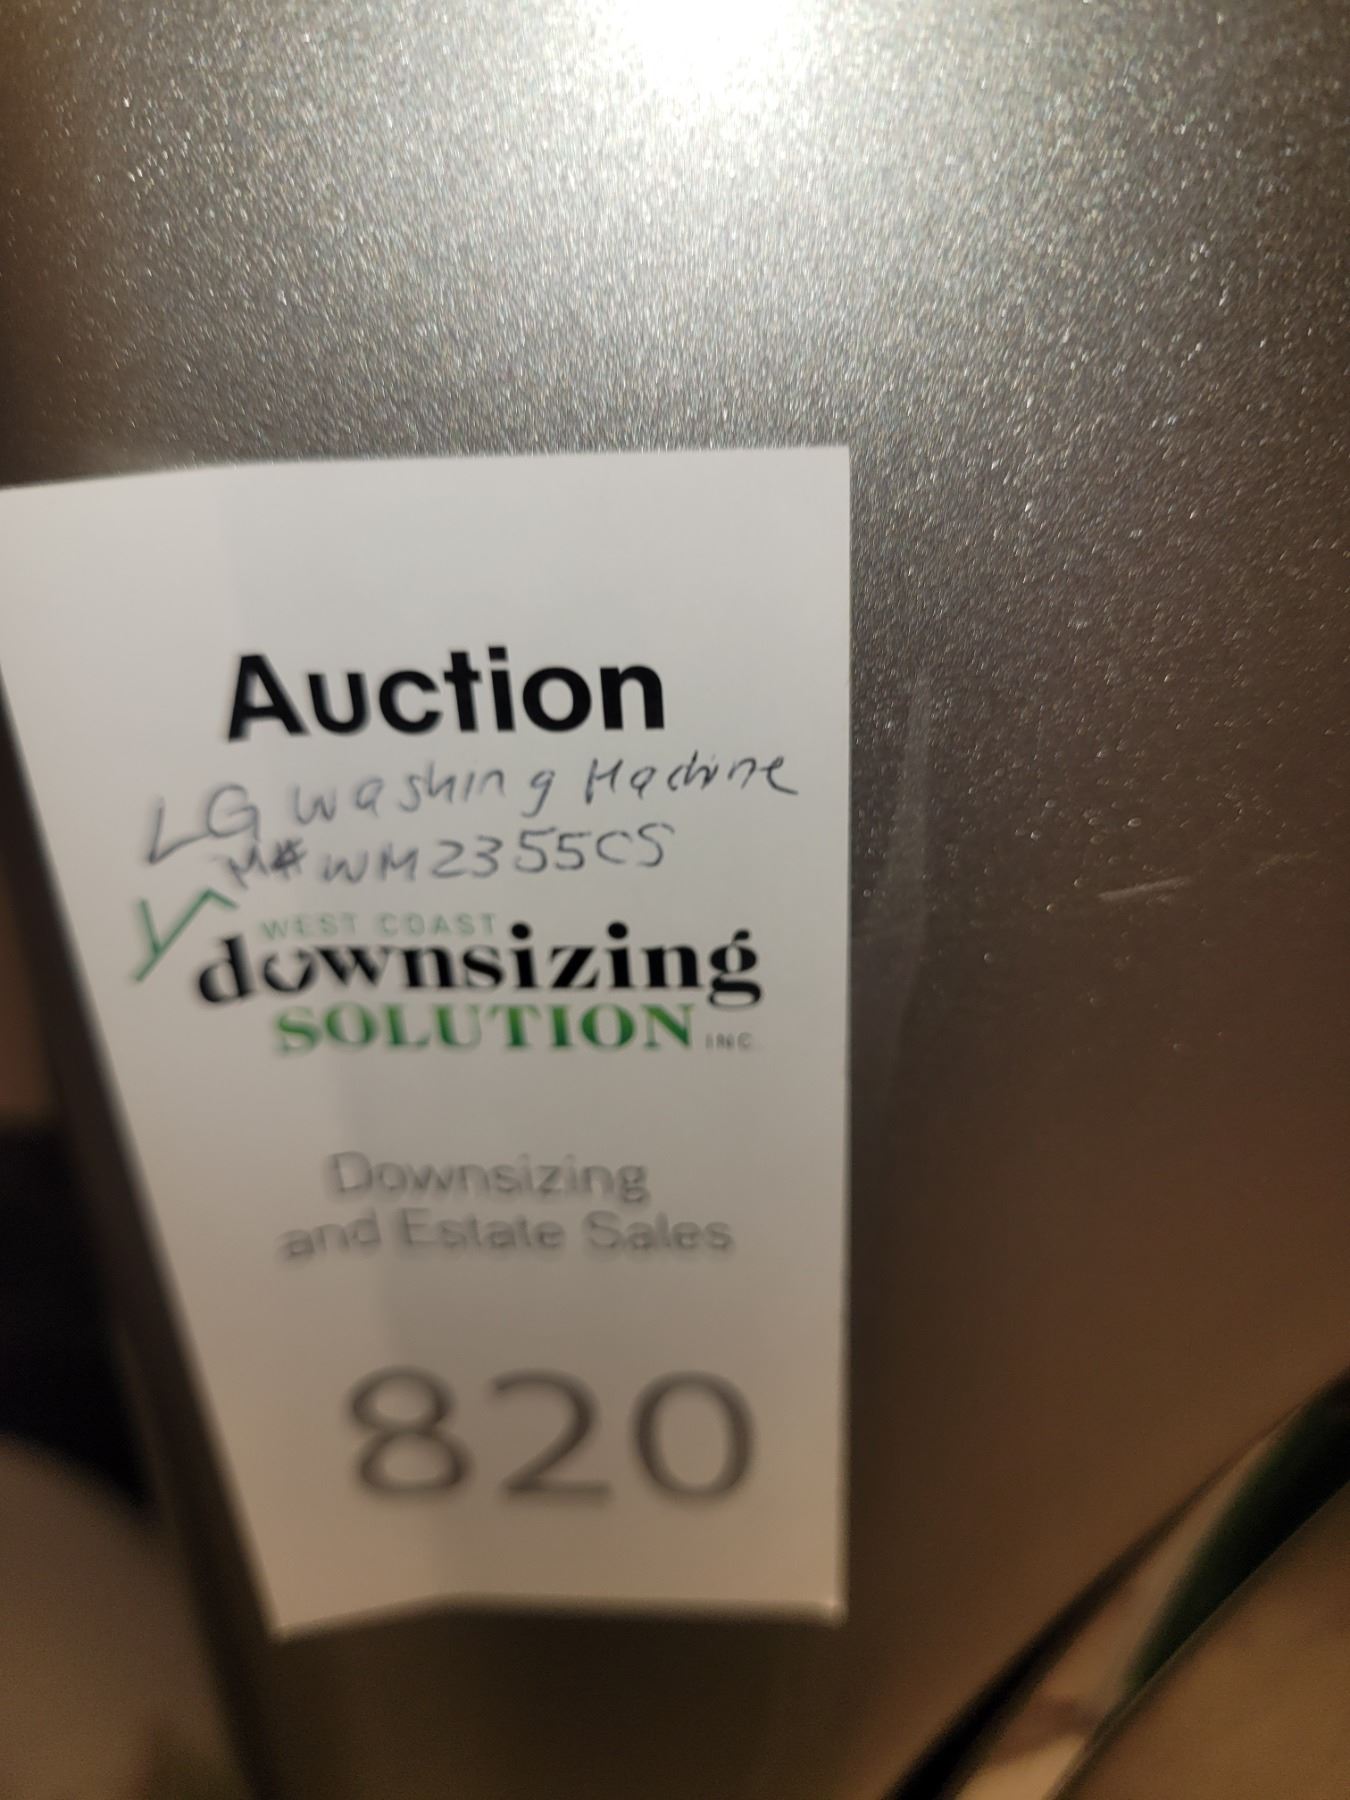 Auction
LG Washing Machine
M# WM2355CS
WEST COAST
downsizing
SOLUTION INC.
Downsizing
and Estate Sales
820